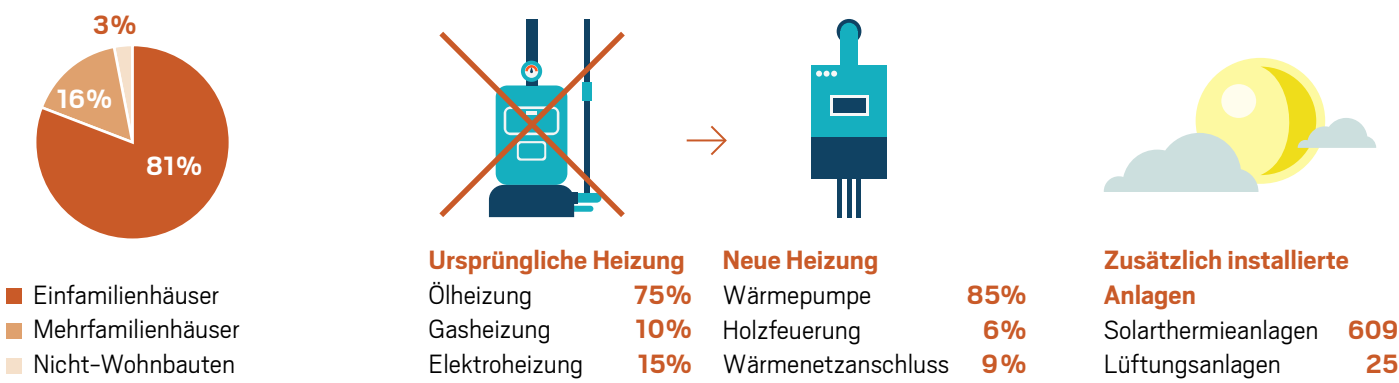 3%
16%
81%
Einfamilienhäuser
Mehrfamilienhäuser
Nicht-Wohnbauten
Ursprüngliche Heizung
Ölheizung 75%
Gasheizung 10%
Elektroheizung 15%
Neue Heizung
Wärmepumpe 85%
Holzfeuerung 6%
Wärmenetzanschluss 9%
Zusätzlich installierte
Anlagen
Solarthermieanlagen 609
Lüftungsanlagen 25